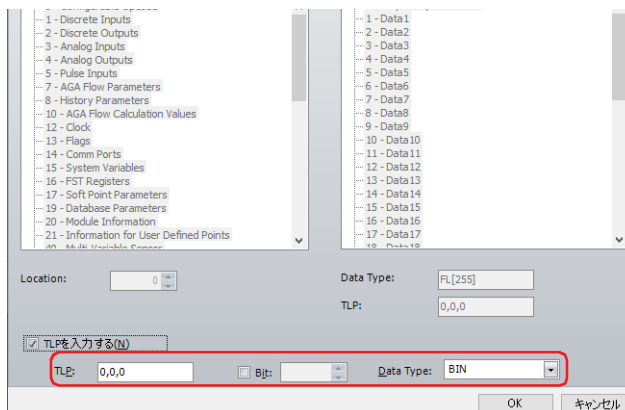 1 - Discrete Inputs
2 - Discrete Outputs
3 - Analog Inputs
4 - Analog Outputs
5 - Pulse Inputs
7 - AGA Flow Parameters
8 - History Parameters
10 - AGA Flow Calculation Values
12 - Clock
13 - Flags
14 - Comm Ports
15 - System Variables
16 - FST Registers
17 - Soft Point Parameters
19 - Database Parameters
20 - Module Information
21 - Information for User Defined Points
1 - Data1
2 - Data2
3 - Data3
4 - Data4
5 - Data5
6 - Data6
7 - Data7
8 - Data8
9 - Data9
10 - Data10
11 - Data11
12 - Data12
13 - Data13
14 - Data14
15 - Data15
16 - Data16
17 - Data17
Location: 0
Data Type: FL[255]
TLP: 0,0,0
TLPを入力する(N)
TLP: 0,0,0 Bit: Data Type: BIN
OK キャンセル